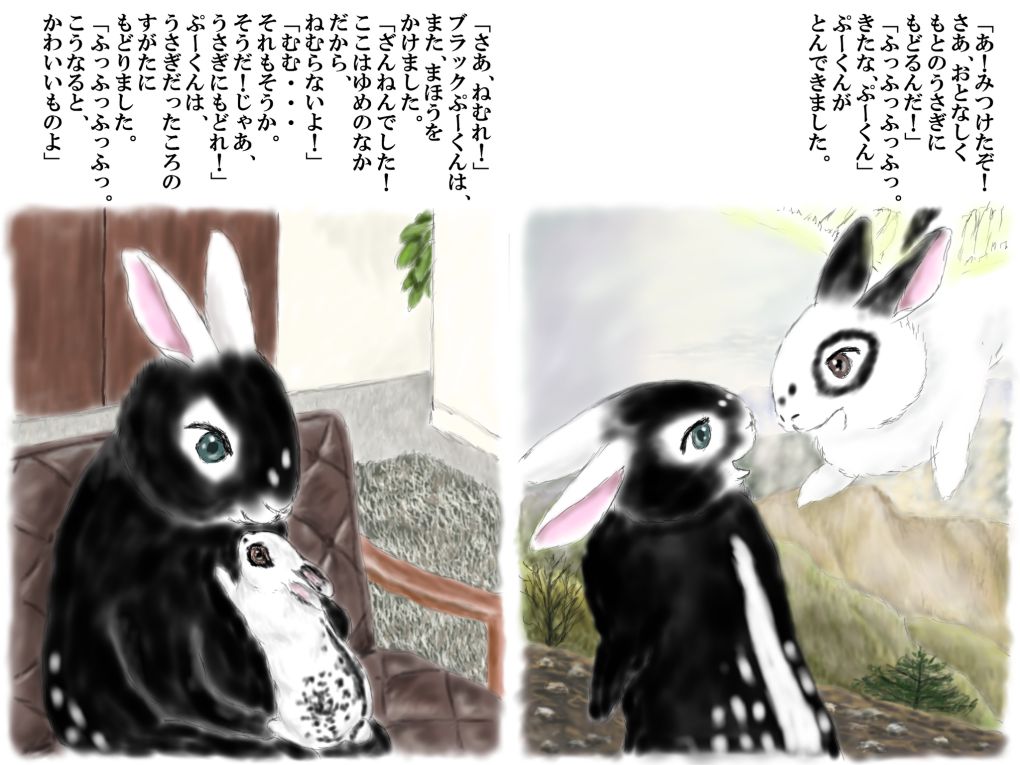 「あ！みつけたぞ！
さあ、おとなしく
もとのうさぎに
もどるんだ！」
「ふっふっふっふっ。
きたな、ぷーくん」
ぷーくんが
とんできました。
「さあ、ねむれ！」
ブラックぷーくんは、
また、まほうを
かけました。
「ざんねんでした！
ここはゆめのなか
だから、
ねむらないよ！」
「むむ・・・
それもそうか。
そうだ！じゃあ、
うさぎにもどれ！」
ぷーくんは、
うさぎだったころの
すがたに
もどりました。
「ふっふっふっふっ。
こうなると、
かわいいものよ」